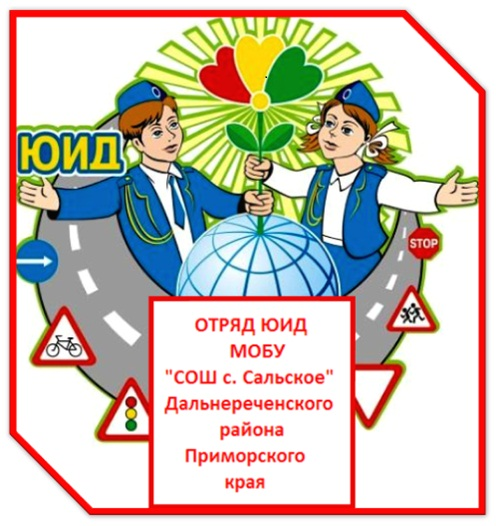 ЮИД
STOP
ОТРЯД ЮИД
МОБУ
"СОШ с. Сальское"
Дальнереченского
района
Приморского
края